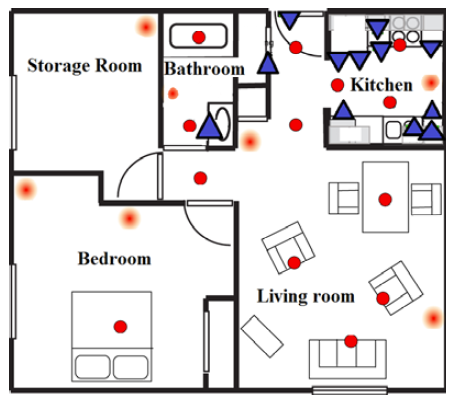 Storage Room
Bathroom
Kitchen
Bedroom
Living room